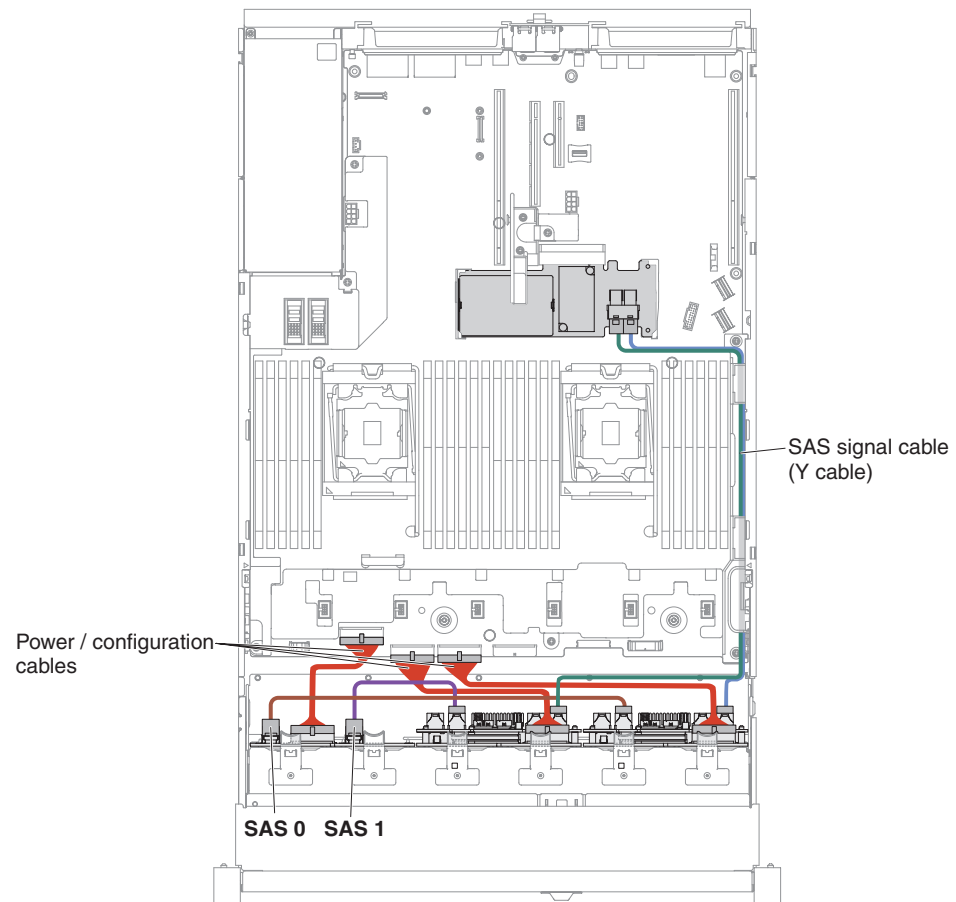 SAS signal cable
(Y cable)
Power / configuration
cables
SAS 0
SAS 1